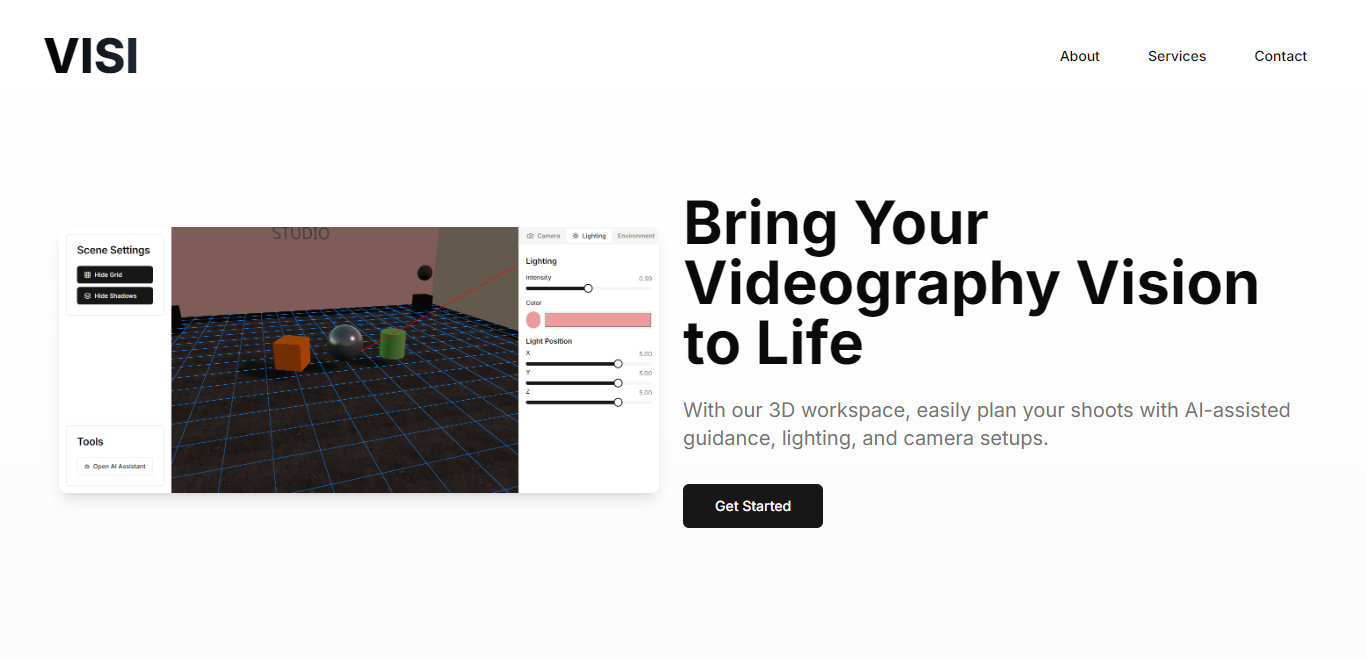 VISI
About
Services
Contact
Scene Settings
Hide Grid
Hide Shadows
Tools
Open AI Assistant
STUDIO
Camera
Lighting
Environment
Lighting
Intensity
Color
Light Position
X
5.00
Y
5.00
Z
5.00
Bring Your
Videography Vision
to Life
With our 3D workspace, easily plan your shoots with AI-assisted
guidance, lighting, and camera setups.
Get Started